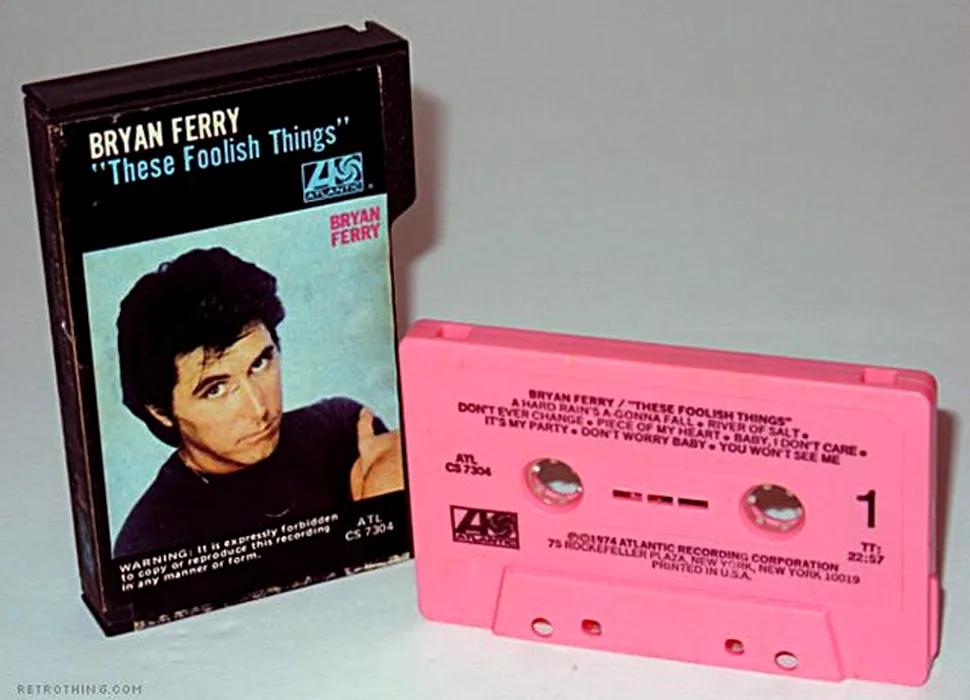 BRYAN FERRY
"These Foolish Things"
ATLANTIC
BRYAN
FERRY
WARNING: It is expressly forbidden
to copy or reproduce this recording
in any manner or form.
ATL
CS 7304
BRYAN FERRY / "THESE FOOLISH THINGS"
A HARD RAIN'S A-GONNA FALL • RIVER OF SALT •
DON'T EVER CHANGE • PIECE OF MY HEART • BABY, I DON'T CARE •
IT'S MY PARTY • DON'T WORRY BABY • YOU WON'T SEE ME
ATL
CS 7304
1
ATLANTIC
TT:
22:57
℗©1974 ATLANTIC RECORDING CORPORATION
75 ROCKEFELLER PLAZA, NEW YORK, NEW YORK 10019
PRINTED IN U.S.A.
RETROTHING.COM